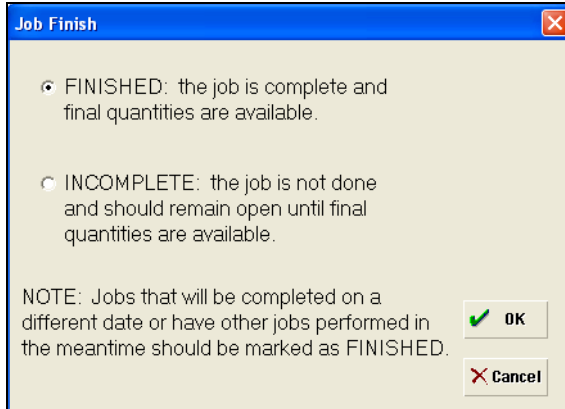 Job Finish
FINISHED: the job is complete and
final quantities are available.
INCOMPLETE: the job is not done
and should remain open until final
quantities are available.
NOTE: Jobs that will be completed on a
different date or have other jobs performed in
the meantime should be marked as FINISHED.
OK
Cancel